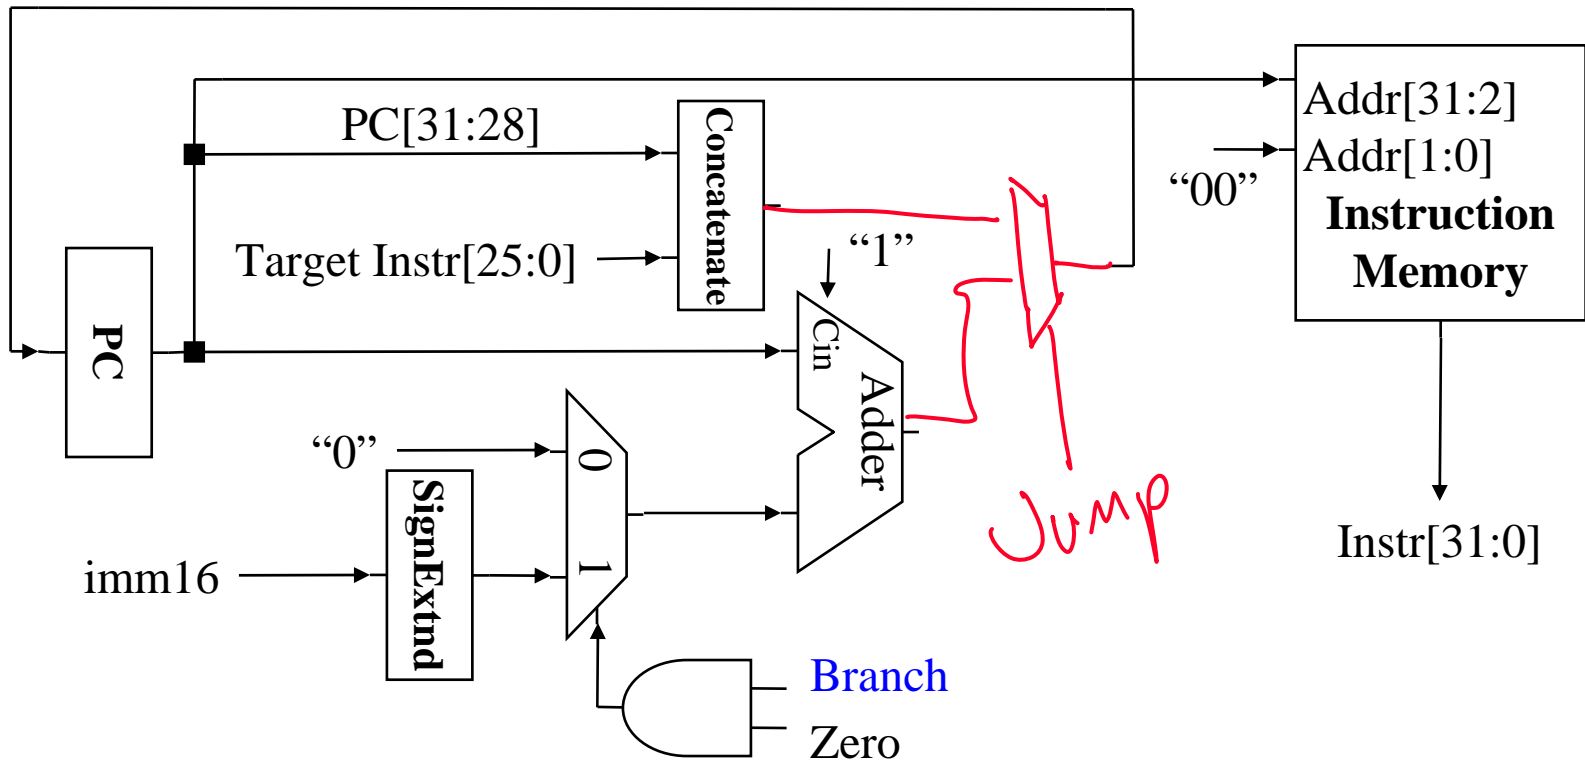 PC[31:28]
Concatenate
Target Instr[25:0]
“1”
Cin
Adder
PC
“0”
0
1
SignExtnd
imm16
Branch
Zero
Jump
Addr[31:2]
Addr[1:0]
“00”
Instruction
Memory
Instr[31:0]